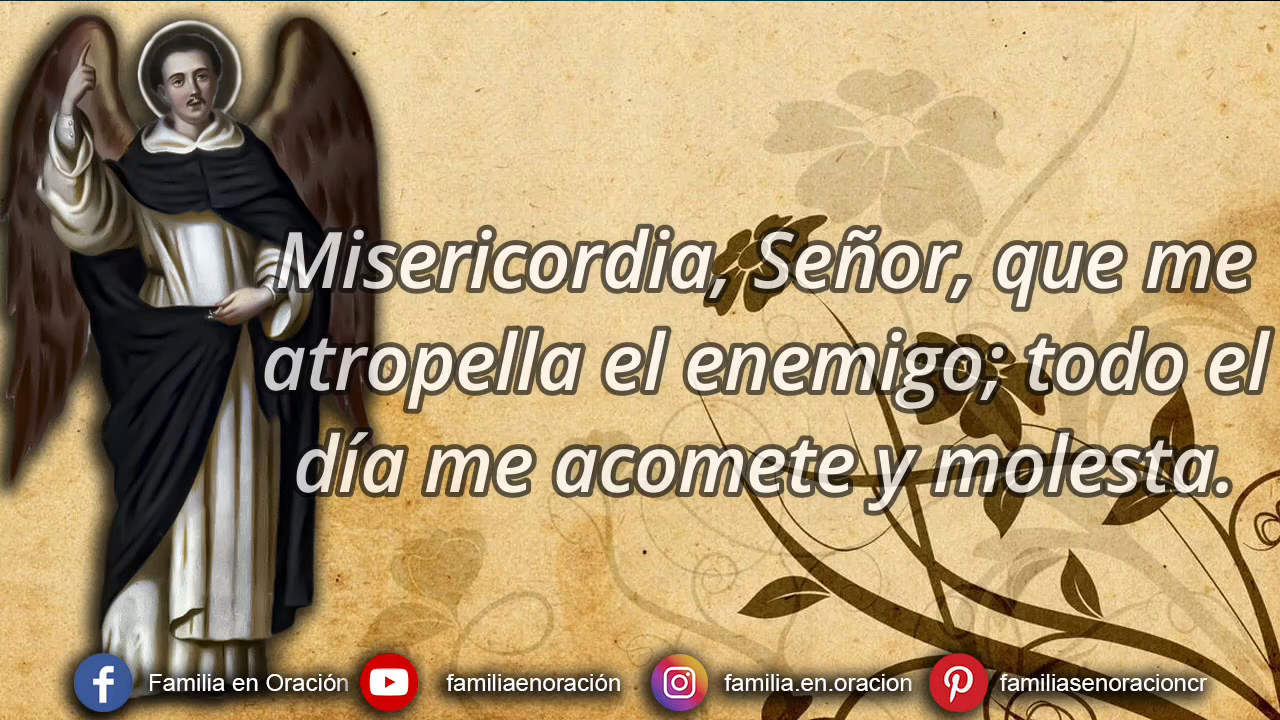 Misericordia, Señor, que me
atropella el enemigo; todo el
día me acomete y molesta.
Familia en Oración
familiaenoración
familia.en.oracion
familiasenoracioncr